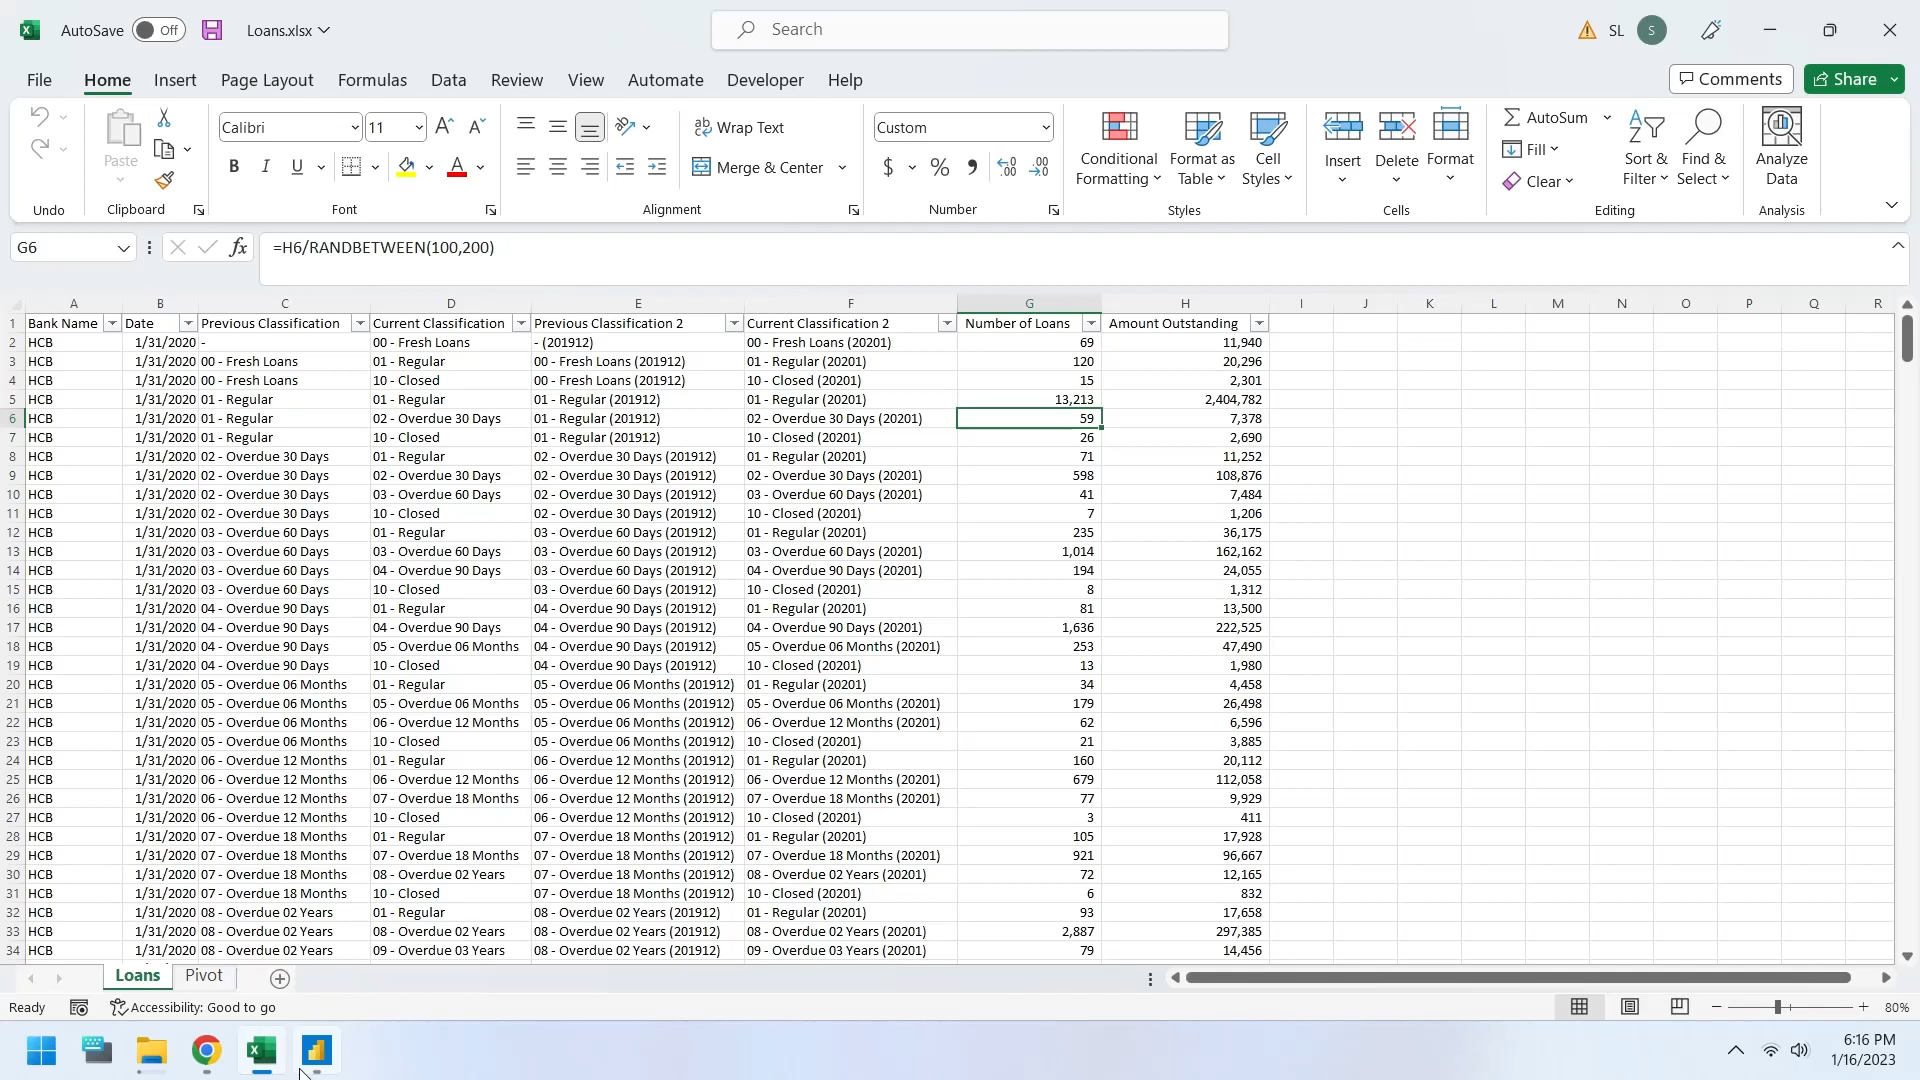 AutoSave Off Loans.xlsx Search SL S
File Home Insert Page Layout Formulas Data Review View Automate Developer Help Comments Share
Paste Calibri 11 Wrap Text Custom Conditional Formatting Format as Table Cell Styles Insert Delete Format AutoSum Sort & Filter Find & Select Analyze Data
B I U A Merge & Center $ % Fill Clear
Undo Clipboard Font Alignment Number Styles Cells Editing Analysis
G6 fx =H6/RANDBETWEEN(100,200)
A B C D E F G H I J K L M N O P Q R
1 Bank Name Date Previous Classification Current Classification Previous Classification 2 Current Classification 2 Number of Loans Amount Outstanding
2 HCB 1/31/2020 - 00 - Fresh Loans - (201912) 00 - Fresh Loans (20201) 69 11,940
3 HCB 1/31/2020 00 - Fresh Loans 01 - Regular 00 - Fresh Loans (201912) 01 - Regular (20201) 120 20,296
4 HCB 1/31/2020 00 - Fresh Loans 10 - Closed 00 - Fresh Loans (201912) 10 - Closed (20201) 15 2,301
5 HCB 1/31/2020 01 - Regular 01 - Regular 01 - Regular (201912) 01 - Regular (20201) 13,213 2,404,782
6 HCB 1/31/2020 01 - Regular 02 - Overdue 30 Days 01 - Regular (201912) 02 - Overdue 30 Days (20201) 59 7,378
7 HCB 1/31/2020 01 - Regular 10 - Closed 01 - Regular (201912) 10 - Closed (20201) 26 2,690
8 HCB 1/31/2020 02 - Overdue 30 Days 01 - Regular 02 - Overdue 30 Days (201912) 01 - Regular (20201) 71 11,252
9 HCB 1/31/2020 02 - Overdue 30 Days 02 - Overdue 30 Days 02 - Overdue 30 Days (201912) 02 - Overdue 30 Days (20201) 598 108,876
10 HCB 1/31/2020 02 - Overdue 30 Days 03 - Overdue 60 Days 02 - Overdue 30 Days (201912) 03 - Overdue 60 Days (20201) 41 7,484
11 HCB 1/31/2020 02 - Overdue 30 Days 10 - Closed 02 - Overdue 30 Days (201912) 10 - Closed (20201) 7 1,206
12 HCB 1/31/2020 03 - Overdue 60 Days 01 - Regular 03 - Overdue 60 Days (201912) 01 - Regular (20201) 235 36,175
13 HCB 1/31/2020 03 - Overdue 60 Days 03 - Overdue 60 Days 03 - Overdue 60 Days (201912) 03 - Overdue 60 Days (20201) 1,014 162,162
14 HCB 1/31/2020 03 - Overdue 60 Days 04 - Overdue 90 Days 03 - Overdue 60 Days (201912) 04 - Overdue 90 Days (20201) 194 24,055
15 HCB 1/31/2020 03 - Overdue 60 Days 10 - Closed 03 - Overdue 60 Days (201912) 10 - Closed (20201) 8 1,312
16 HCB 1/31/2020 04 - Overdue 90 Days 01 - Regular 04 - Overdue 90 Days (201912) 01 - Regular (20201) 81 13,500
17 HCB 1/31/2020 04 - Overdue 90 Days 04 - Overdue 90 Days 04 - Overdue 90 Days (201912) 04 - Overdue 90 Days (20201) 1,636 222,525
18 HCB 1/31/2020 04 - Overdue 90 Days 05 - Overdue 06 Months 04 - Overdue 90 Days (201912) 05 - Overdue 06 Months (20201) 253 47,490
19 HCB 1/31/2020 04 - Overdue 90 Days 10 - Closed 04 - Overdue 90 Days (201912) 10 - Closed (20201) 13 1,980
20 HCB 1/31/2020 05 - Overdue 06 Months 01 - Regular 05 - Overdue 06 Months (201912) 01 - Regular (20201) 34 4,458
21 HCB 1/31/2020 05 - Overdue 06 Months 05 - Overdue 06 Months 05 - Overdue 06 Months (201912) 05 - Overdue 06 Months (20201) 179 26,498
22 HCB 1/31/2020 05 - Overdue 06 Months 06 - Overdue 12 Months 05 - Overdue 06 Months (201912) 06 - Overdue 12 Months (20201) 62 6,596
23 HCB 1/31/2020 05 - Overdue 06 Months 10 - Closed 05 - Overdue 06 Months (201912) 10 - Closed (20201) 21 3,885
24 HCB 1/31/2020 06 - Overdue 12 Months 01 - Regular 06 - Overdue 12 Months (201912) 01 - Regular (20201) 160 20,112
25 HCB 1/31/2020 06 - Overdue 12 Months 06 - Overdue 12 Months 06 - Overdue 12 Months (201912) 06 - Overdue 12 Months (20201) 679 112,058
26 HCB 1/31/2020 06 - Overdue 12 Months 07 - Overdue 18 Months 06 - Overdue 12 Months (201912) 07 - Overdue 18 Months (20201) 77 9,929
27 HCB 1/31/2020 06 - Overdue 12 Months 10 - Closed 06 - Overdue 12 Months (201912) 10 - Closed (20201) 3 411
28 HCB 1/31/2020 07 - Overdue 18 Months 01 - Regular 07 - Overdue 18 Months (201912) 01 - Regular (20201) 105 17,928
29 HCB 1/31/2020 07 - Overdue 18 Months 07 - Overdue 18 Months 07 - Overdue 18 Months (201912) 07 - Overdue 18 Months (20201) 921 96,667
30 HCB 1/31/2020 07 - Overdue 18 Months 08 - Overdue 02 Years 07 - Overdue 18 Months (201912) 08 - Overdue 02 Years (20201) 72 12,165
31 HCB 1/31/2020 07 - Overdue 18 Months 10 - Closed 07 - Overdue 18 Months (201912) 10 - Closed (20201) 6 832
32 HCB 1/31/2020 08 - Overdue 02 Years 01 - Regular 08 - Overdue 02 Years (201912) 01 - Regular (20201) 93 17,658
33 HCB 1/31/2020 08 - Overdue 02 Years 08 - Overdue 02 Years 08 - Overdue 02 Years (201912) 08 - Overdue 02 Years (20201) 2,887 297,385
34 HCB 1/31/2020 08 - Overdue 02 Years 09 - Overdue 03 Years 08 - Overdue 02 Years (201912) 09 - Overdue 03 Years (20201) 79 14,456
Loans Pivot
Ready Accessibility: Good to go 80%
6:16 PM
1/16/2023